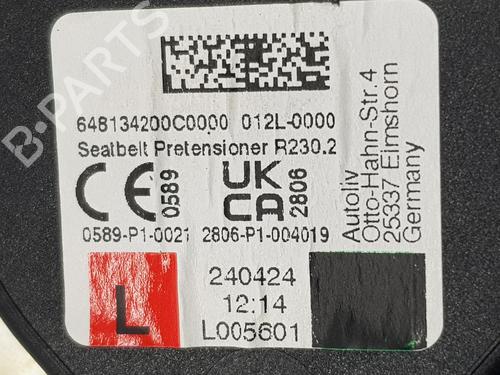 648134200C0000 012L-0000
Seatbelt Pretensioner R230.2
CE 0589
UK CA 2806
0589-P1-0021 2806-P1-004019
Autoliv
Otto-Hahn-Str.4
25337 Elmshorn
Germany
L
240424
12:14
L005601